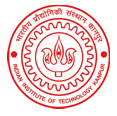 भारतीय प्रौद्योगिकी संस्थान कानपुर
INDIAN INSTITUTE OF TECHNOLOGY KANPUR